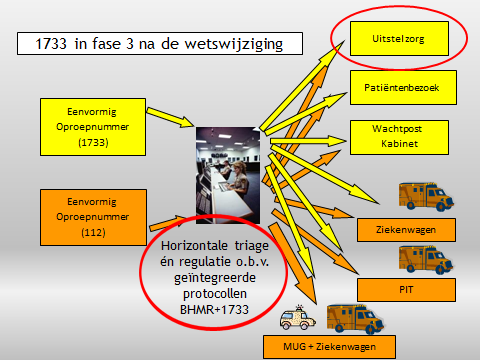 1733 in fase 3 na de wetswijziging
Uitstelzorg
Patiëntenbezoek
Wachtpost
Kabinet
Eenvormig
Oproepnummer
(1733)
Eenvormig
Oproepnummer
(112)
Ziekenwagen
PIT
Horizontale triage
én regulatie o.b.v.
geïntegreerde
protocollen
BHMR+1733
MUG + Ziekenwagen